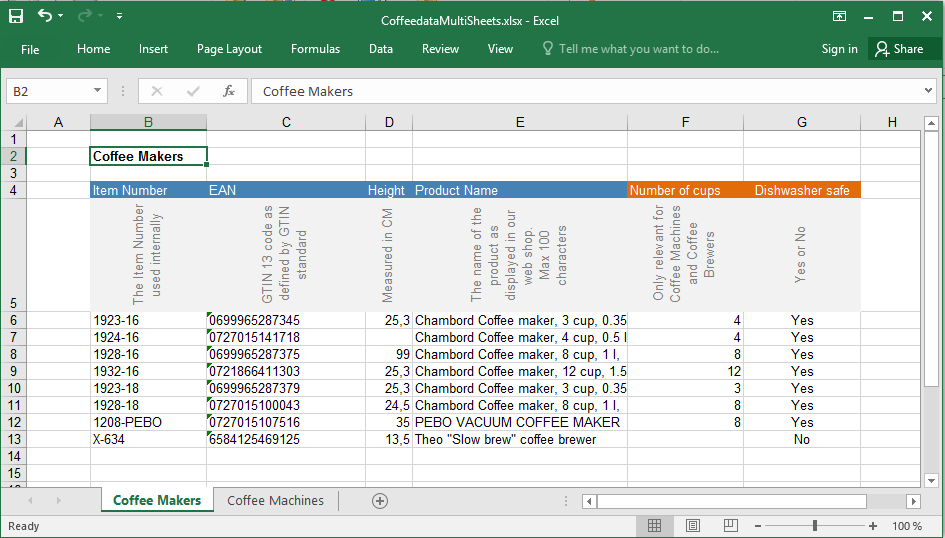 CoffeedataMultiSheets.xlsx - Excel
File Home Insert Page Layout Formulas Data Review View Tell me what you want to do... Sign in Share
B2 fx Coffee Makers
A B C D E F G H
1
2 Coffee Makers
3
4 Item Number EAN Height Product Name Number of cups Dishwasher safe
The Item Number
used internally
GTIN 13 code as
defined by GTIN
standard
Measured in CM
The name of the
product as
displayed in our
web shop.
Max 100
characters
Only relevant for
Coffee Machines
and Coffee
Brewers
Yes or No
5
6 1923-16 0699965287345 25,3 Chambord Coffee maker, 3 cup, 0.35 4 Yes
7 1924-16 0727015141718 Chambord Coffee maker, 4 cup, 0.5 l 4 Yes
8 1928-16 0699965287375 99 Chambord Coffee maker, 8 cup, 1 l, 8 Yes
9 1932-16 0721866411303 25,3 Chambord Coffee maker, 12 cup, 1.5 12 Yes
10 1923-18 0699965287379 25,3 Chambord Coffee maker, 3 cup, 0.35 3 Yes
11 1928-18 0727015100043 24,5 Chambord Coffee maker, 8 cup, 1 l, 8 Yes
12 1208-PEBO 0727015107516 35 PEBO VACUUM COFFEE MAKER 8 Yes
13 X-634 6584125469125 13,5 Theo "Slow brew" coffee brewer No
14
15
Coffee Makers Coffee Machines
Ready 100 %